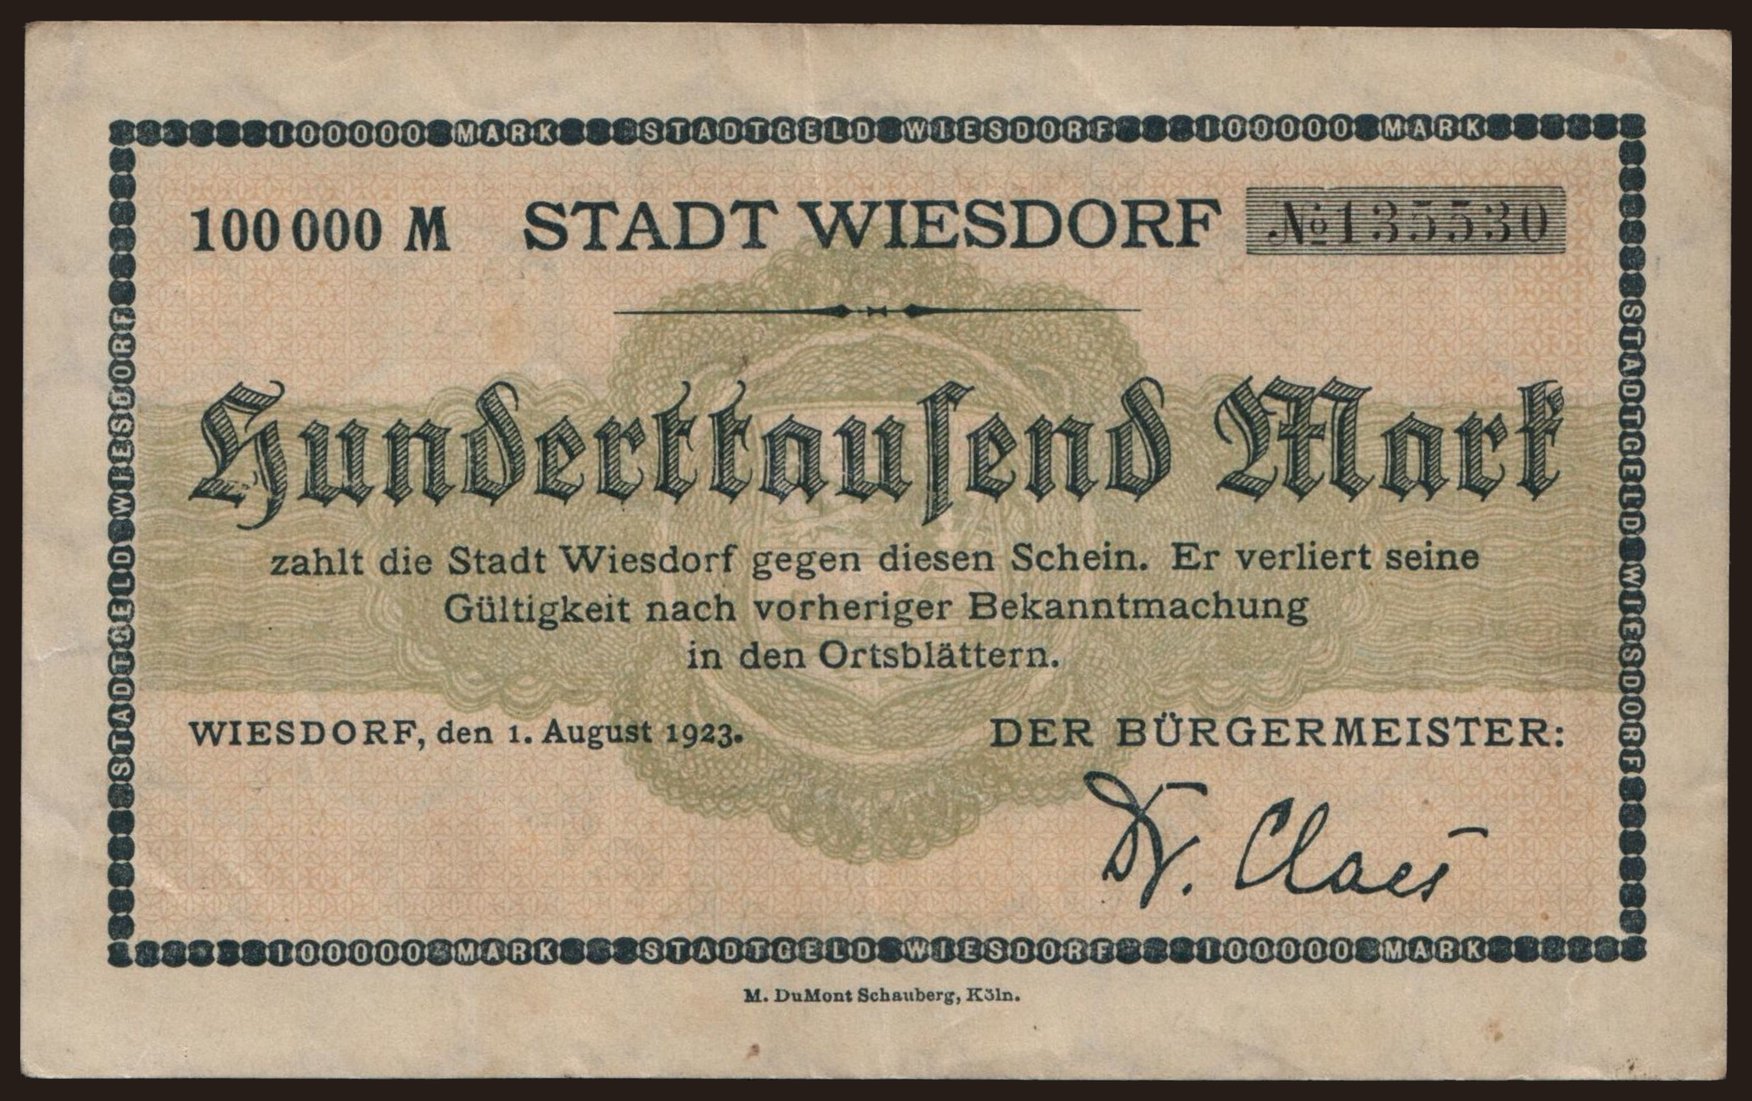 100000 MARK STADTGELD WIESDORF 100000 MARK
STADTGELD WIESDORF
STADTGELD WIESDORF
100 000 M STADT WIESDORF № 135530
Hunderttauſend Mark
zahlt die Stadt Wiesdorf gegen diesen Schein. Er verliert seine
Gültigkeit nach vorheriger Bekanntmachung
in den Ortsblättern.
WIESDORF, den 1. August 1923. DER BÜRGERMEISTER:
Dr. Claes
100000 MARK STADTGELD WIESDORF 100000 MARK
M. DuMont Schauberg, Köln.